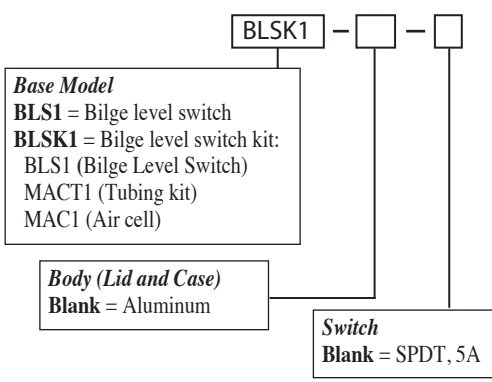 BLSK1 – –
Base Model
BLS1 = Bilge level switch
BLSK1 = Bilge level switch kit:
BLS1 (Bilge Level Switch)
MACT1 (Tubing kit)
MAC1 (Air cell)
Body (Lid and Case)
Blank = Aluminum
Switch
Blank = SPDT, 5A